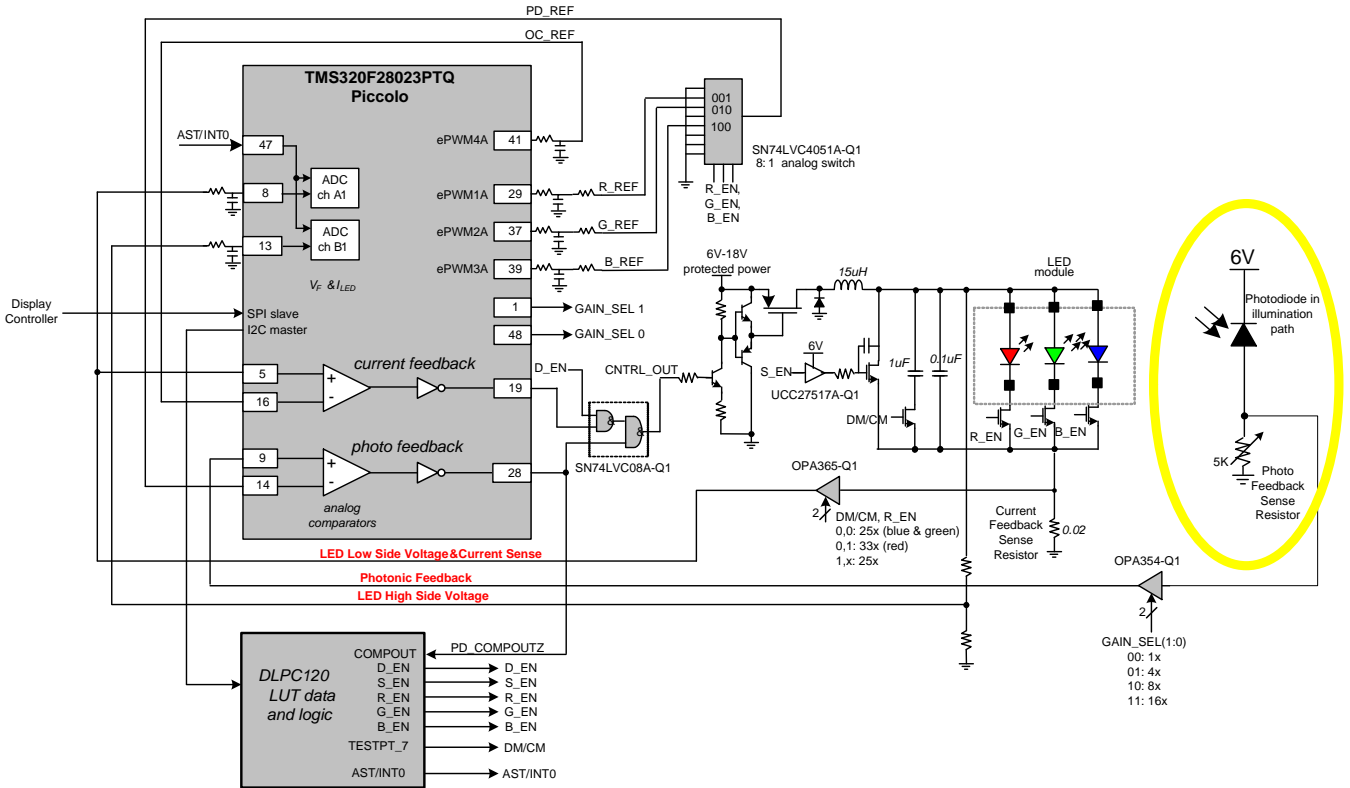 PD_REF
OC_REF
TMS320F28023PTQ
Piccolo
AST/INT0
47
ADC
ch A1
8
ADC
ch B1
13
VF & ILED
Display
Controller
SPI slave
I2C master
ePWM4A
41
ePWM1A
29
R_REF
ePWM2A
37
G_REF
ePWM3A
39
B_REF
1
GAIN_SEL 1
48
GAIN_SEL 0
001
010
100
SN74LVC4051A-Q1
8: 1 analog switch
R_EN,
G_EN,
B_EN
5
16
+
-
current feedback
19
9
14
+
-
photo feedback
28
analog
comparators
D_EN
&
&
SN74LVC08A-Q1
CNTRL_OUT
6V-18V
protected power
15uH
6V
S_EN
UCC27517A-Q1
DM/CM
1uF
0.1uF
LED
module
R_EN
G_EN
B_EN
6V
Photodiode in
illumination
path
5K
Photo
Feedback
Sense
Resistor
OPA365-Q1
2
DM/CM, R_EN
0,0: 25x (blue & green)
0,1: 33x (red)
1,x: 25x
Current
Feedback
Sense
Resistor
0.02
OPA354-Q1
2
GAIN_SEL(1:0)
00: 1x
01: 4x
10: 8x
11: 16x
LED Low Side Voltage&Current Sense
Photonic Feedback
LED High Side Voltage
DLPC120
LUT data
and logic
COMPOUT
PD_COMPOUTZ
D_EN
D_EN
S_EN
S_EN
R_EN
R_EN
G_EN
G_EN
B_EN
B_EN
TESTPT_7
DM/CM
AST/INT0
AST/INT0